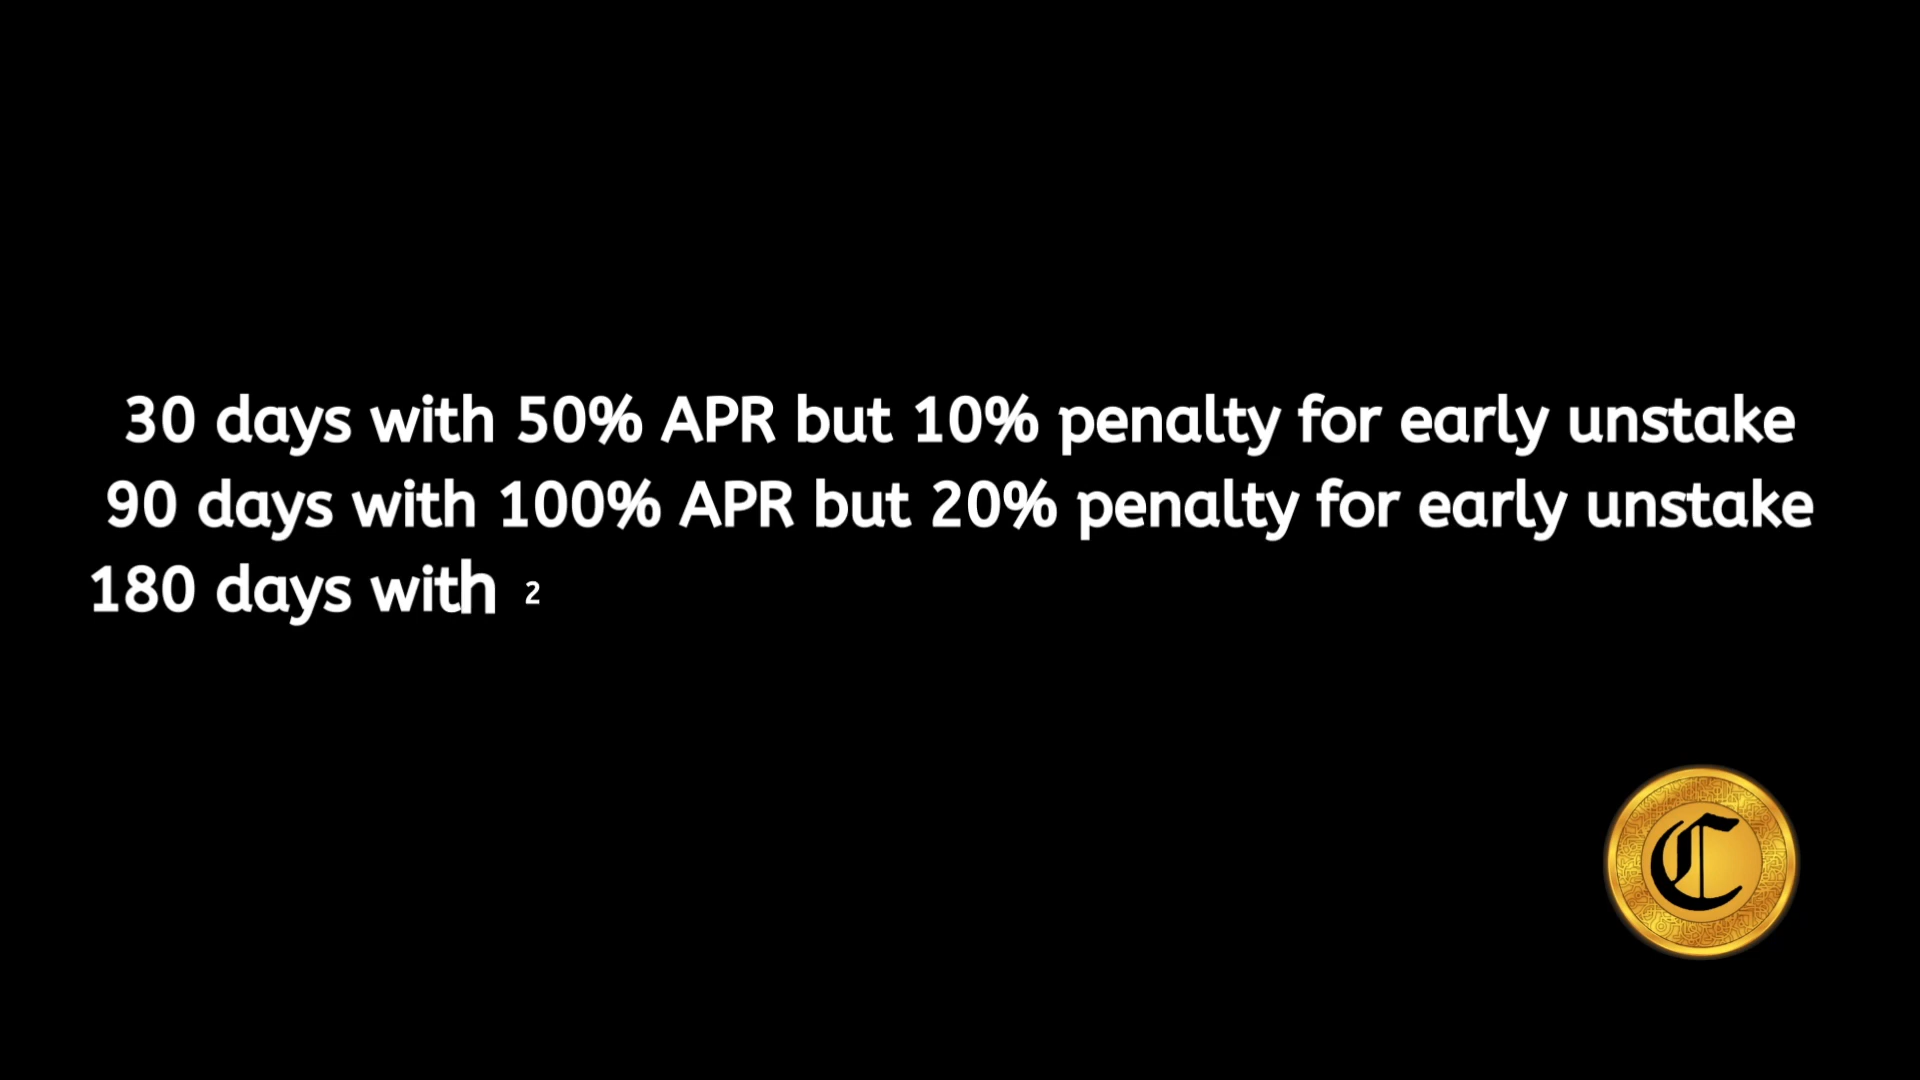 30 days with 50% APR but 10% penalty for early unstake
90 days with 100% APR but 20% penalty for early unstake
180 days with 2
C